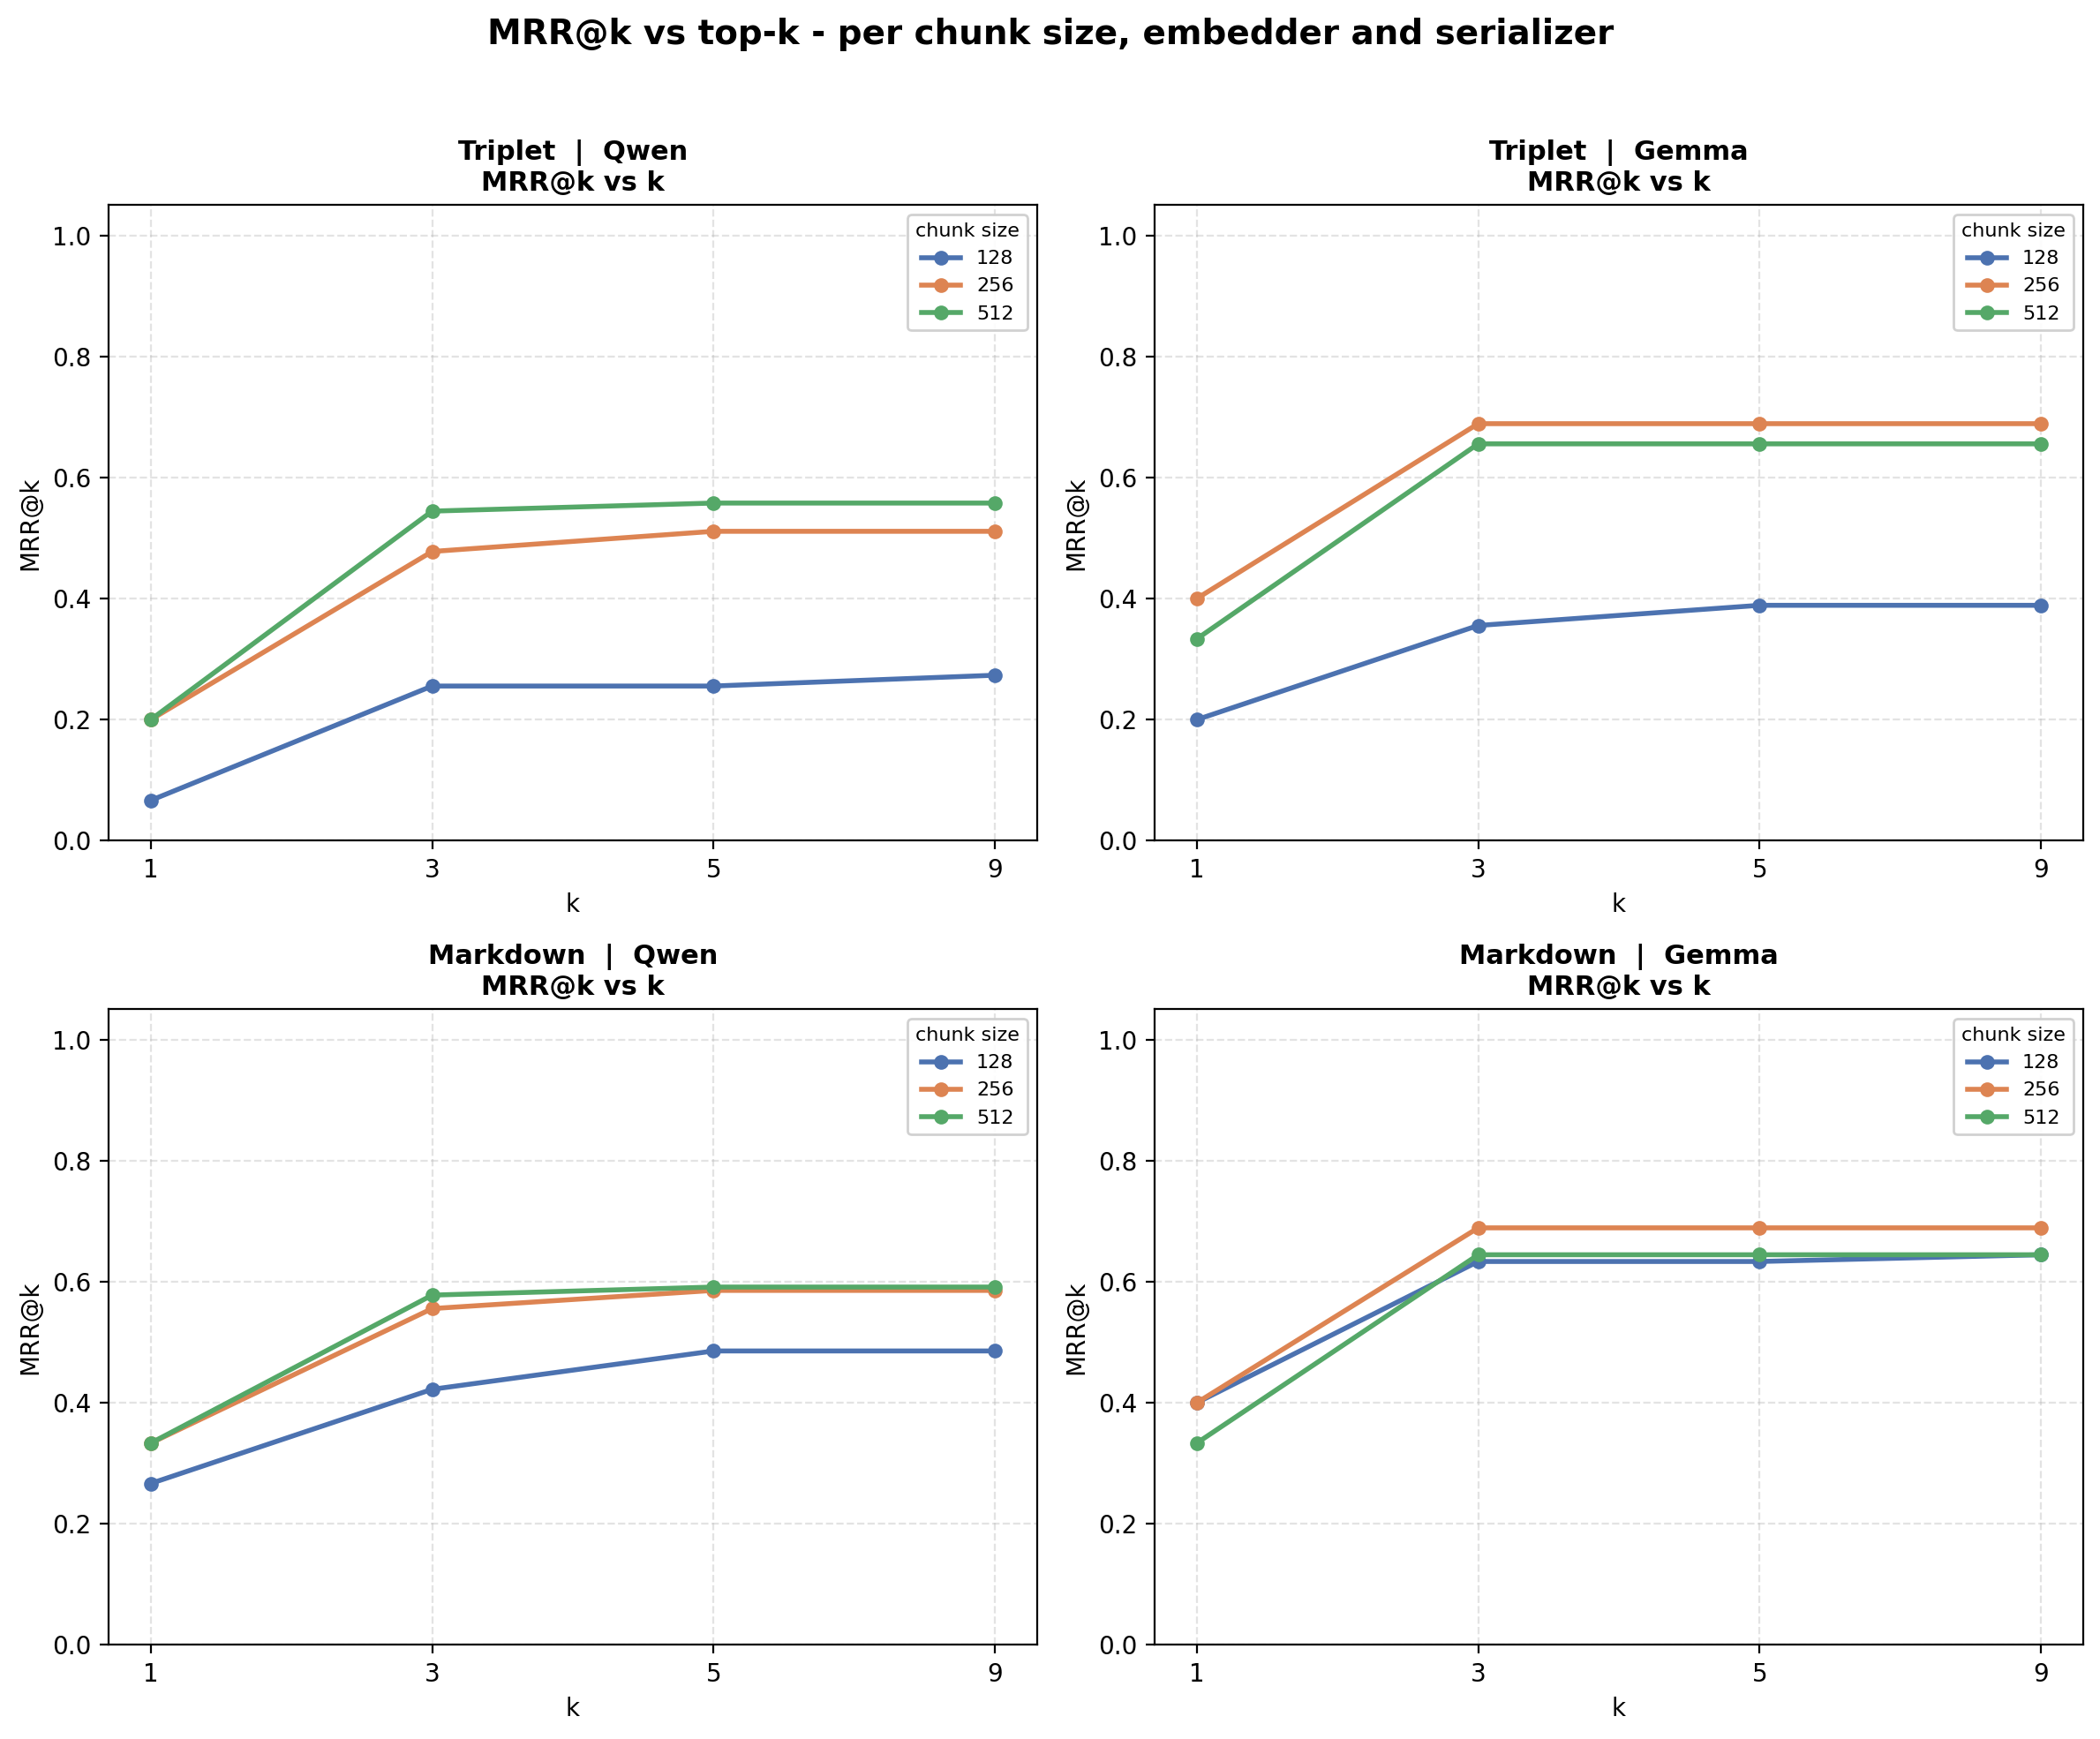 MRR@k vs top-k - per chunk size, embedder and serializer
Triplet | Qwen
MRR@k vs k
MRR@k
1.0
0.8
0.6
0.4
0.2
0.0
chunk size
128
256
512
1 3 5 9
k
Triplet | Gemma
MRR@k vs k
MRR@k
1.0
0.8
0.6
0.4
0.2
0.0
chunk size
128
256
512
1 3 5 9
k
Markdown | Qwen
MRR@k vs k
MRR@k
1.0
0.8
0.6
0.4
0.2
0.0
chunk size
128
256
512
1 3 5 9
k
Markdown | Gemma
MRR@k vs k
MRR@k
1.0
0.8
0.6
0.4
0.2
0.0
chunk size
128
256
512
1 3 5 9
k